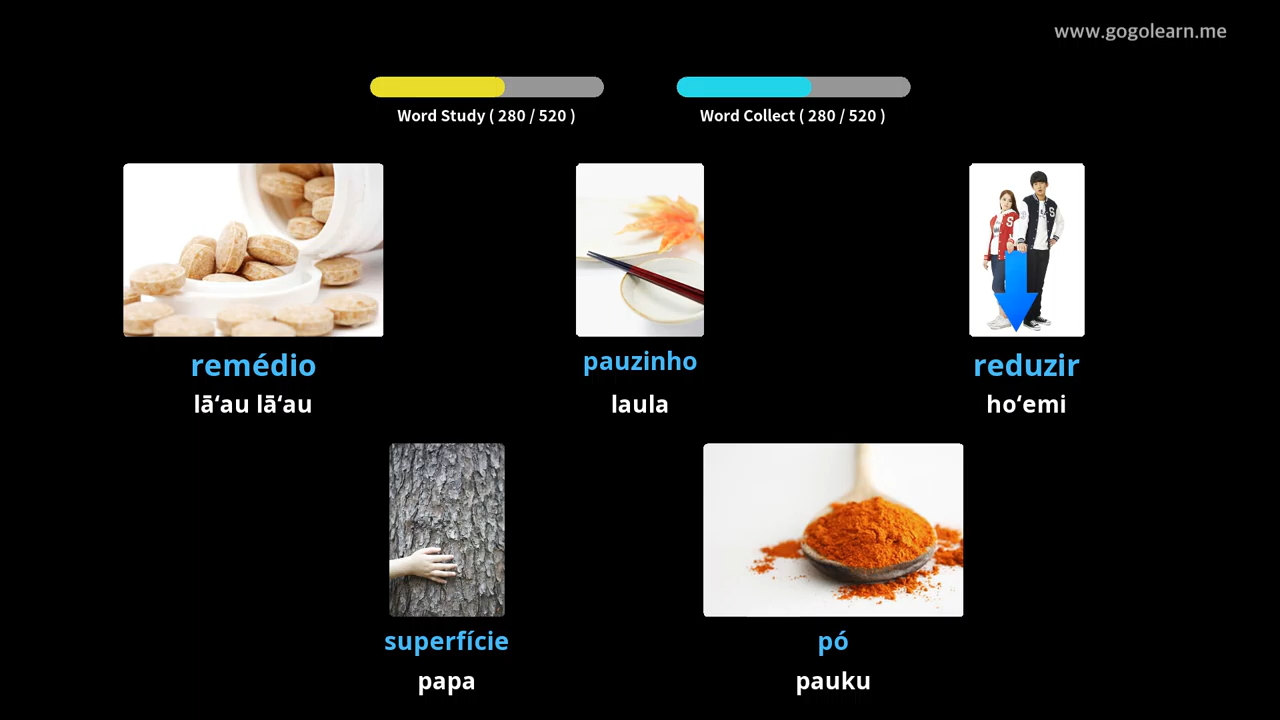 www.gogolearn.me
Word Study ( 280 / 520 )
Word Collect ( 280 / 520 )
remédio
lāʻau lāʻau
pauzinho
laula
reduzir
hoʻemi
superfície
papa
pó
pauku